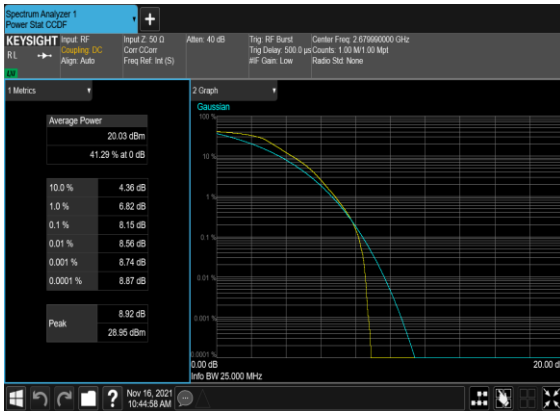 Spectrum Analyzer 1
Power Stat CCDF
+
KEYSIGHT
RL
LXI
Input: RF
Coupling: DC
Align: Auto
Input Z: 50 Ω
Corr CCorr
Freq Ref: Int (S)
Atten: 40 dB
Trig: RF Burst
Trig Delay: 500.0 µs
#IF Gain: Low
Center Freq: 2.679990000 GHz
Counts: 1.00 M/1.00 Mpt
Radio Std: None
1 Metrics
Average Power
20.03 dBm
41.29 % at 0 dB
10.0 % 4.36 dB
1.0 % 6.82 dB
0.1 % 8.15 dB
0.01 % 8.56 dB
0.001 % 8.74 dB
0.0001 % 8.87 dB
Peak
8.92 dB
28.95 dBm
2 Graph
Gaussian
100 %
10 %
1 %
0.1 %
0.01 %
0.001 %
0.0001 %
0.00 dB
20.00 d
Info BW 25.000 MHz
?
Nov 16, 2021
10:44:58 AM